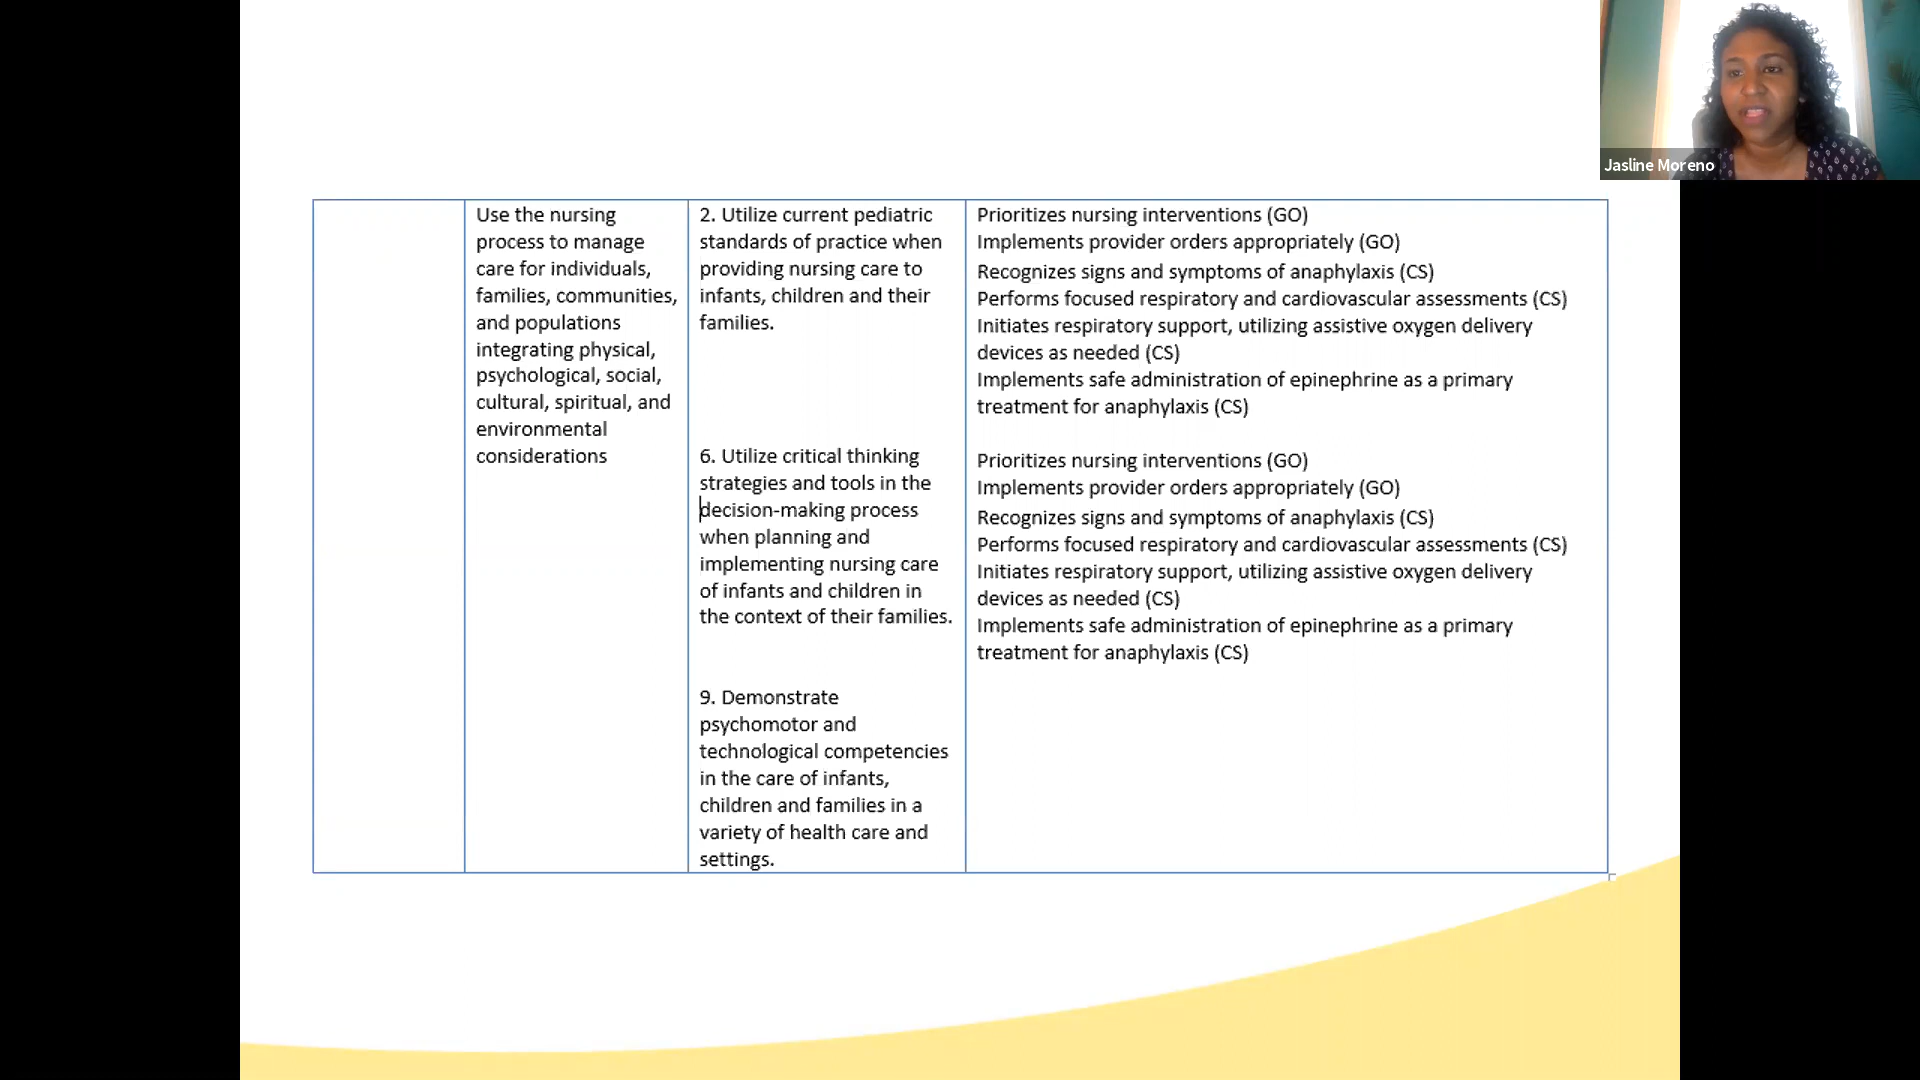 Jasline Moreno
Use the nursing
process to manage
care for individuals,
families, communities,
and populations
integrating physical,
psychological, social,
cultural, spiritual, and
environmental
considerations
2. Utilize current pediatric
standards of practice when
providing nursing care to
infants, children and their
families.
6. Utilize critical thinking
strategies and tools in the
decision-making process
when planning and
implementing nursing care
of infants and children in
the context of their families.
9. Demonstrate
psychomotor and
technological competencies
in the care of infants,
children and families in a
variety of health care and
settings.
Prioritizes nursing interventions (GO)
Implements provider orders appropriately (GO)
Recognizes signs and symptoms of anaphylaxis (CS)
Performs focused respiratory and cardiovascular assessments (CS)
Initiates respiratory support, utilizing assistive oxygen delivery
devices as needed (CS)
Implements safe administration of epinephrine as a primary
treatment for anaphylaxis (CS)
Prioritizes nursing interventions (GO)
Implements provider orders appropriately (GO)
Recognizes signs and symptoms of anaphylaxis (CS)
Performs focused respiratory and cardiovascular assessments (CS)
Initiates respiratory support, utilizing assistive oxygen delivery
devices as needed (CS)
Implements safe administration of epinephrine as a primary
treatment for anaphylaxis (CS)